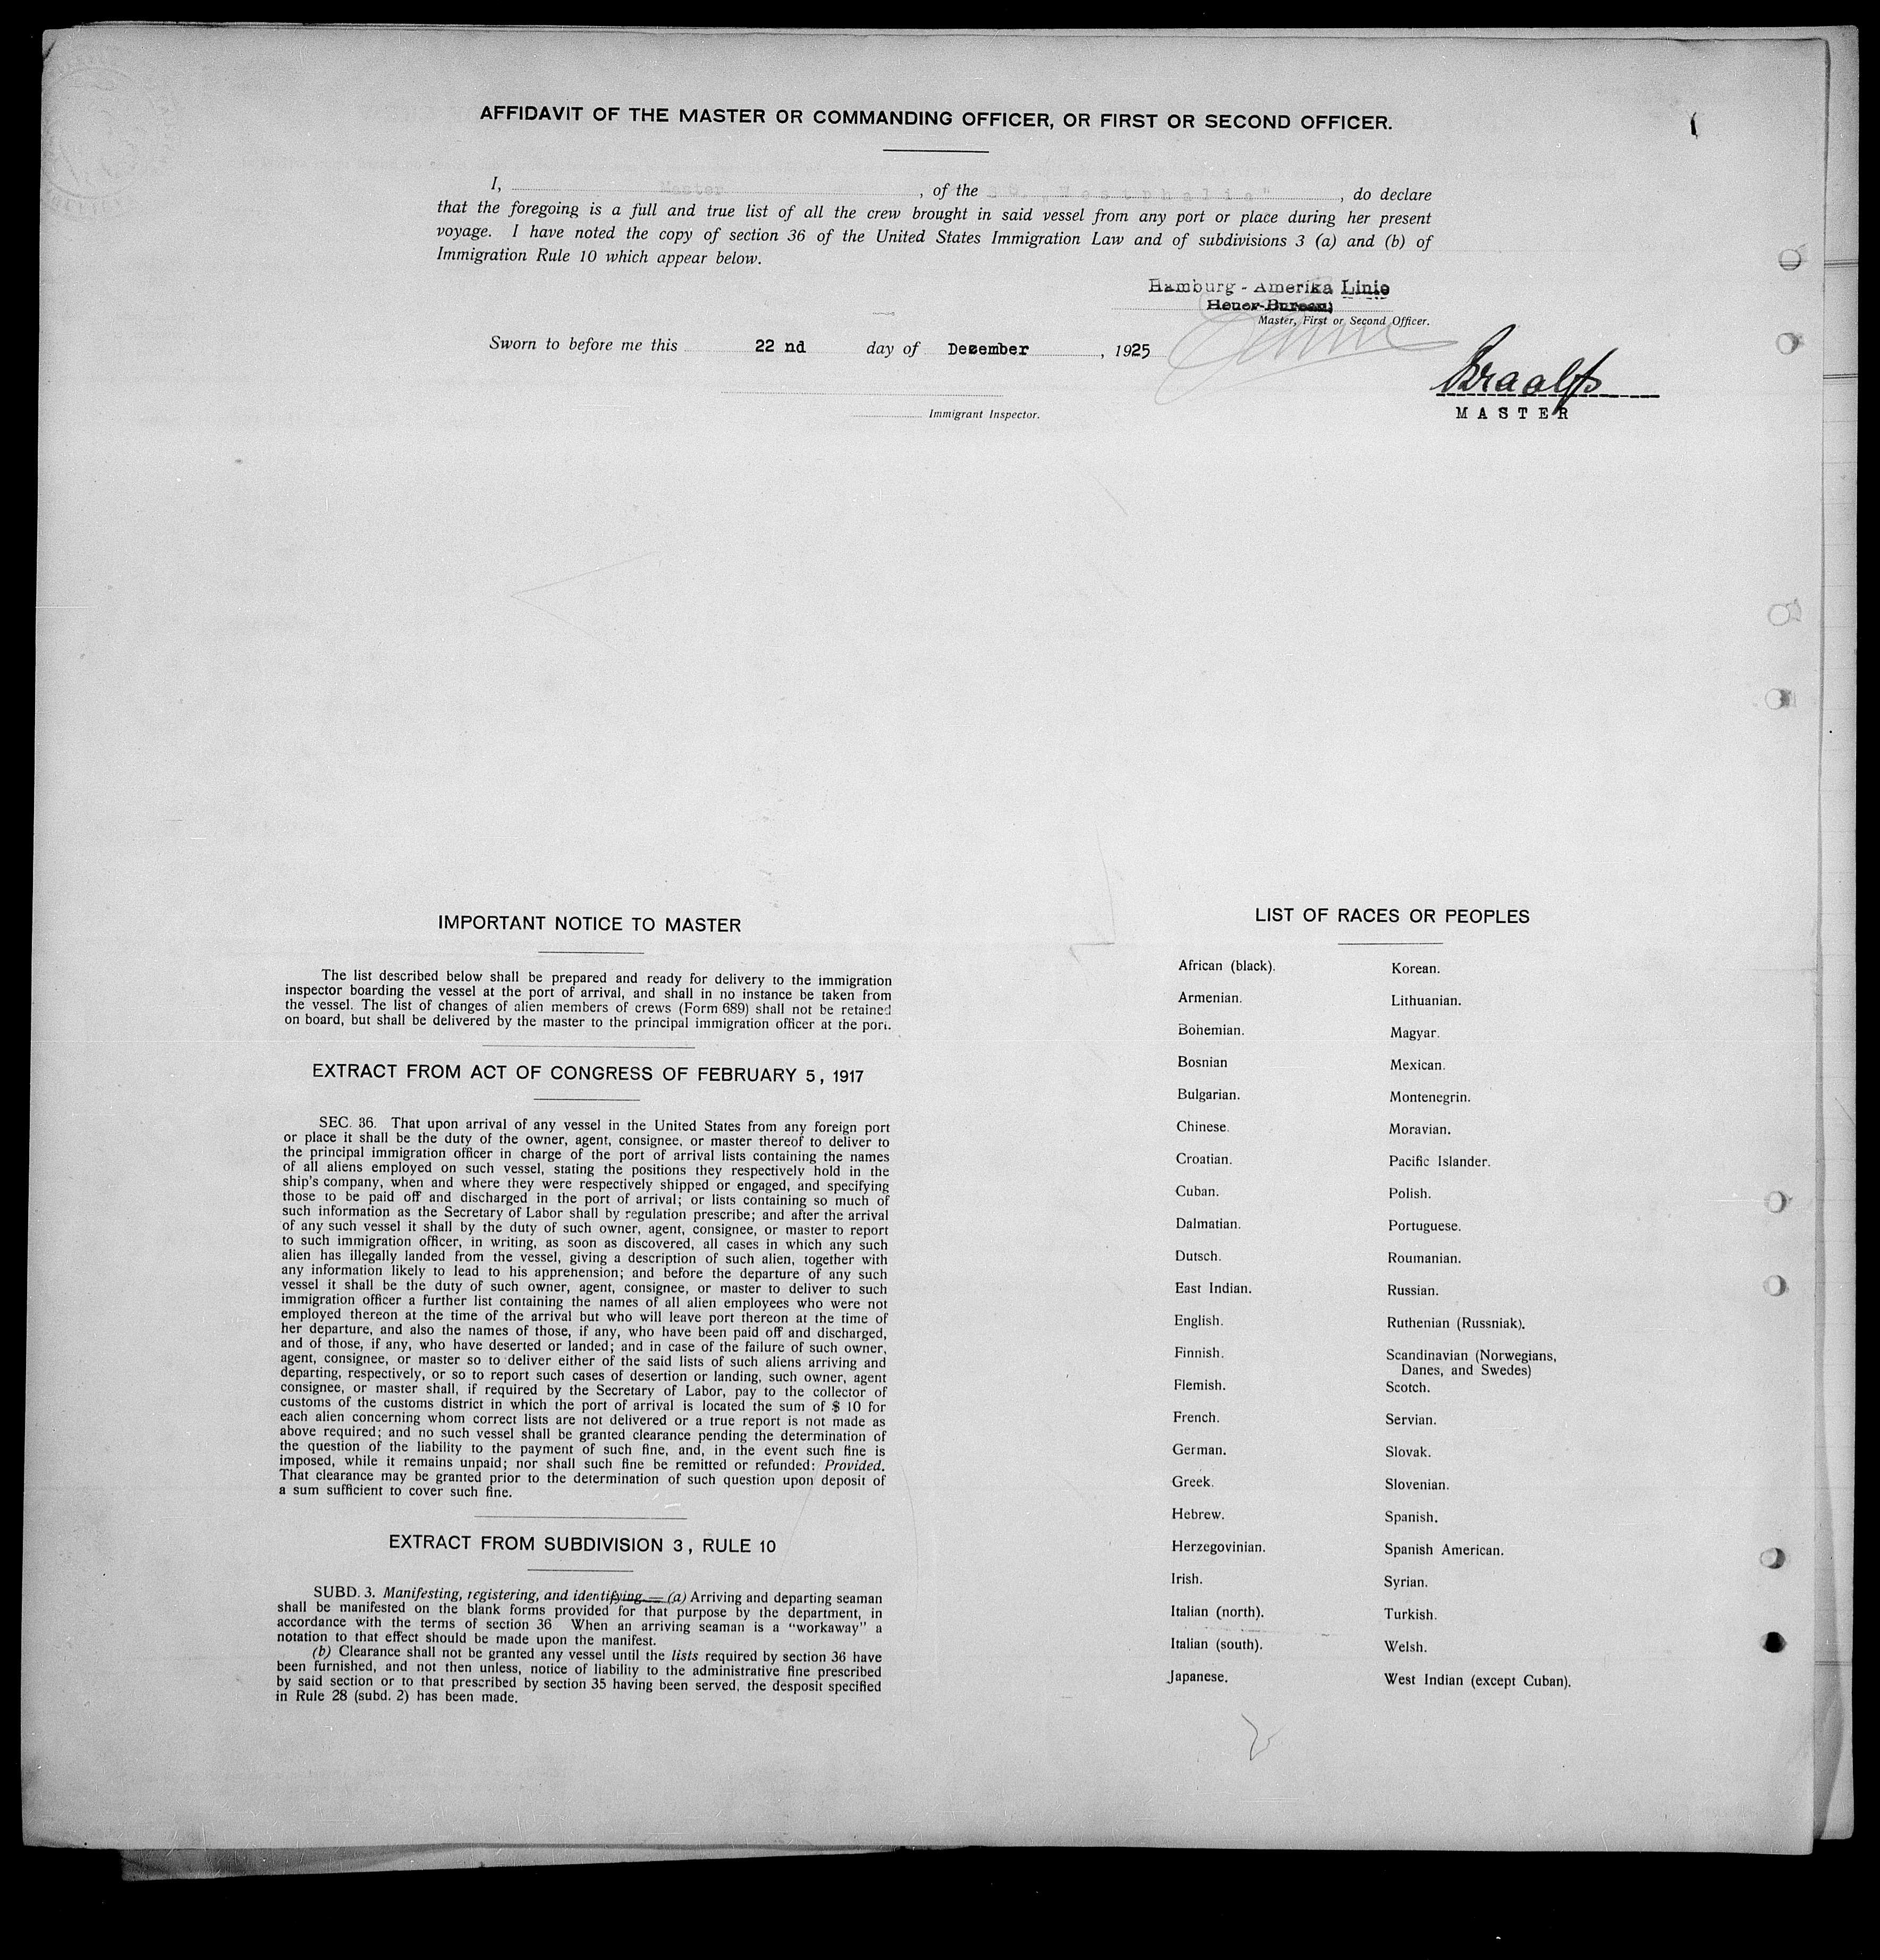 AFFIDAVIT OF THE MASTER OR COMMANDING OFFICER, OR FIRST OR SECOND OFFICER.
I, Master, of the "Westphalia", do declare
that the foregoing is a full and true list of all the crew brought in said vessel from any port or place during her present
voyage. I have noted the copy of section 36 of the United States Immigration Law and of subdivisions 3 (a) and (b) of
Immigration Rule 10 which appear below.
Hamburg - Amerika Linie
Heuer-Bureau
Master, First or Second Officer.
Sworn to before me this 22 nd day of Dezember, 1925
MASTER
Immigrant Inspector.
IMPORTANT NOTICE TO MASTER
The list described below shall be prepared and ready for delivery to the immigration
inspector boarding the vessel at the port of arrival, and shall in no instance be taken from
the vessel. The list of changes of alien members of crews (Form 689) shall not be retained
on board, but shall be delivered by the master to the principal immigration officer at the port.
EXTRACT FROM ACT OF CONGRESS OF FEBRUARY 5, 1917
SEC. 36. That upon arrival of any vessel in the United States from any foreign port
or place it shall be the duty of the owner, agent, consignee, or master thereof to deliver to
the principal immigration officer in charge of the port of arrival lists containing the names
of all aliens employed on such vessel, stating the positions they respectively hold in the
ship's company, when and where they were respectively shipped or engaged, and specifying
those to be paid off and discharged in the port of arrival; or lists containing so much of
such information as the Secretary of Labor shall by regulation prescribe; and after the arrival
of any such vessel it shall by the duty of such owner, agent, consignee, or master to report
to such immigration officer, in writing, as soon as discovered, all cases in which any such
alien has illegally landed from the vessel, giving a description of such alien, together with
any information likely to lead to his apprehension; and before the departure of any such
vessel it shall be the duty of such owner, agent, consignee, or master to deliver to such
immigration officer a further list containing the names of all alien employees who were not
employed thereon at the time of the arrival but who will leave port thereon at the time of
her departure, and also the names of those, if any, who have been paid off and discharged,
and of those, if any, who have deserted or landed; and in case of the failure of such owner,
agent, consignee, or master so to deliver either of the said lists of such aliens arriving and
departing, respectively, or so to report such cases of desertion or landing, such owner, agent
consignee, or master shall, if required by the Secretary of Labor, pay to the collector of
customs of the customs district in which the port of arrival is located the sum of $ 10 for
each alien concerning whom correct lists are not delivered or a true report is not made as
above required; and no such vessel shall be granted clearance pending the determination of
the question of the liability to the payment of such fine, and, in the event such fine is
imposed, while it remains unpaid; nor shall such fine be remitted or refunded: Provided.
That clearance may be granted prior to the determination of such question upon deposit of
a sum sufficient to cover such fine.
EXTRACT FROM SUBDIVISION 3, RULE 10
SUBD. 3. Manifesting, registering, and identifying — (a) Arriving and departing seaman
shall be manifested on the blank forms provided for that purpose by the department, in
accordance with the terms of section 36 When an arriving seaman is a "workaway" a
notation to that effect should be made upon the manifest.
(b) Clearance shall not be granted any vessel until the lists required by section 36 have
been furnished, and not then unless, notice of liability to the administrative fine prescribed
by said section or to that prescribed by section 35 having been served, the desposit specified
in Rule 28 (subd. 2) has been made.
LIST OF RACES OR PEOPLES
African (black).
Armenian.
Bohemian.
Bosnian
Bulgarian.
Chinese.
Croatian.
Cuban.
Dalmatian.
Dutsch.
East Indian.
English.
Finnish.
Flemish.
French.
German.
Greek.
Hebrew.
Herzegovinian.
Irish.
Italian (north).
Italian (south).
Japanese.
Korean.
Lithuanian.
Magyar.
Mexican.
Montenegrin.
Moravian.
Pacific Islander.
Polish.
Portuguese.
Roumanian.
Russian.
Ruthenian (Russniak).
Scandinavian (Norwegians,
Danes, and Swedes)
Scotch.
Servian.
Slovak.
Slovenian.
Spanish.
Spanish American.
Syrian.
Turkish.
Welsh.
West Indian (except Cuban).